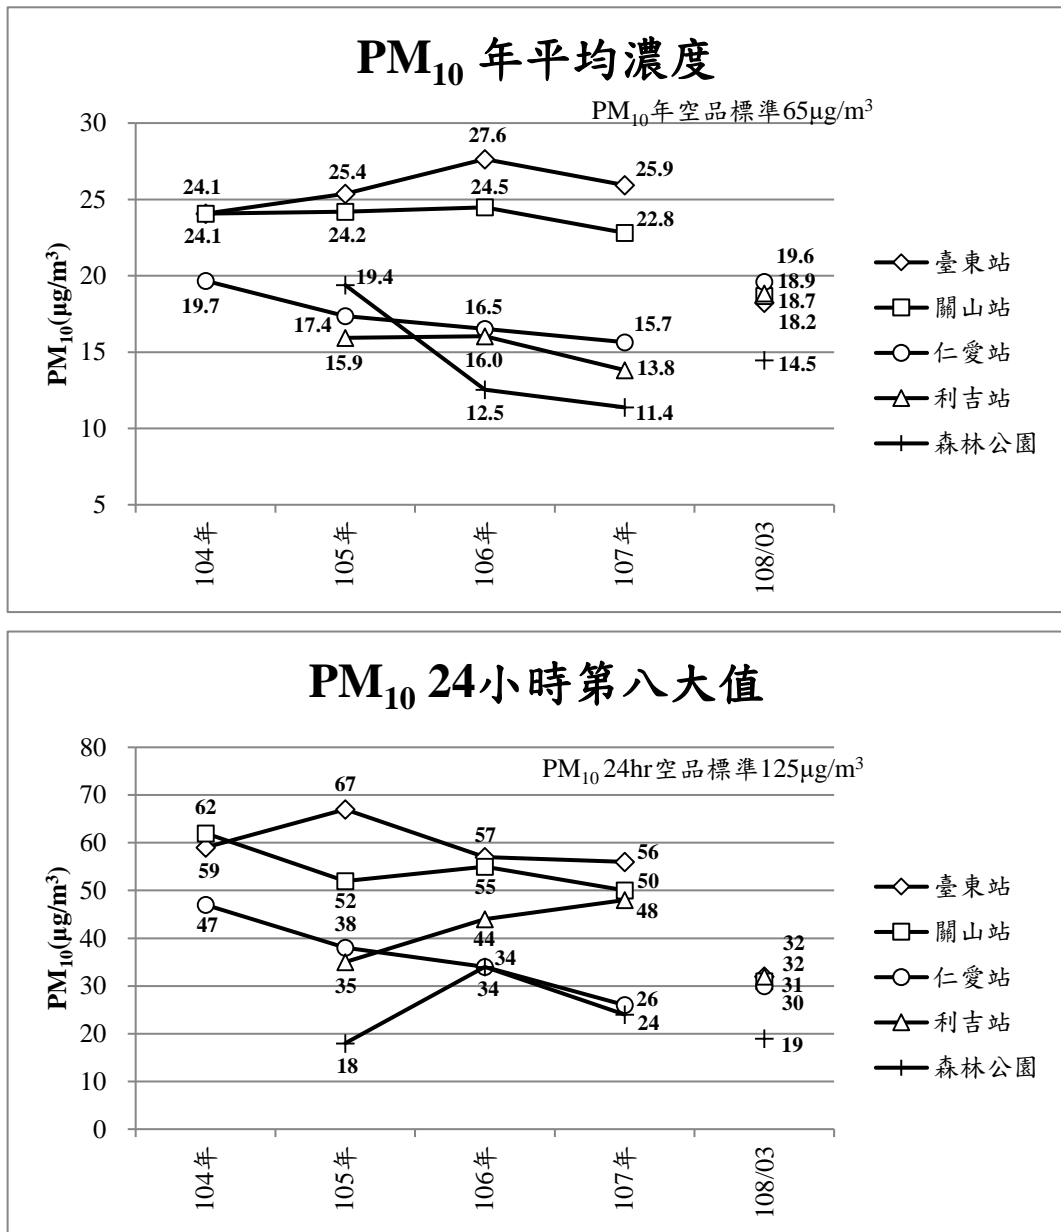 PM₁₀ 年平均濃度
PM₁₀年空品標準65μg/m³
30
25
20
15
10
5
PM₁₀(μg/m³)
24.1
25.4
27.6
25.9
24.1
24.2
24.5
22.8
19.7
17.4
16.5
15.7
15.9
16.0
13.8
19.4
12.5
11.4
19.6
18.9
18.7
18.2
14.5
104年
105年
106年
107年
108/03
臺東站
關山站
仁愛站
利吉站
森林公園
PM₁₀ 24小時第八大值
PM₁₀ 24hr空品標準125μg/m³
80
70
60
50
40
30
20
10
0
PM₁₀(μg/m³)
62
67
57
56
59
52
55
50
47
38
34
26
35
44
48
18
34
24
32
32
31
30
19
104年
105年
106年
107年
108/03
臺東站
關山站
仁愛站
利吉站
森林公園